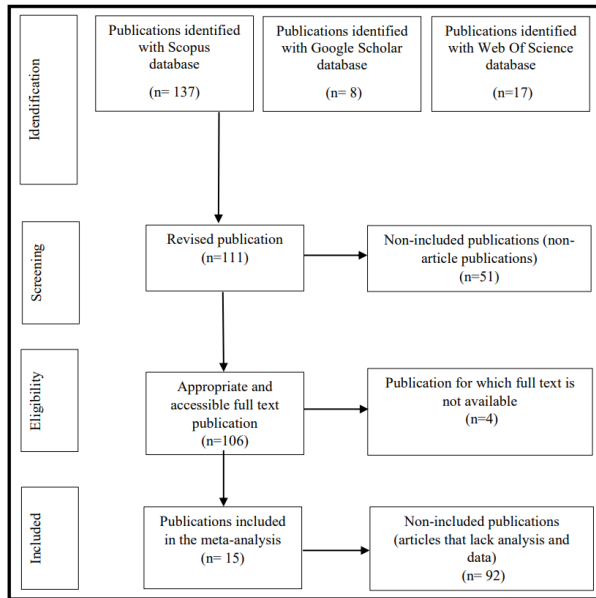 Idendification
Publications identified
with Scopus
database
(n= 137)
Publications identified
with Google Scholar
database
(n= 8)
Publications identified
with Web Of Science
database
(n=17)
Screening
Revised publication
(n=111)
Non-included publications (non-
article publications)
(n=51)
Eligibility
Appropriate and
accessible full text
publication
(n=106)
Publication for which full text is
not available
(n=4)
Included
Publications included
in the meta-analysis
(n= 15)
Non-included publications
(articles that lack analysis and
data)
(n= 92)